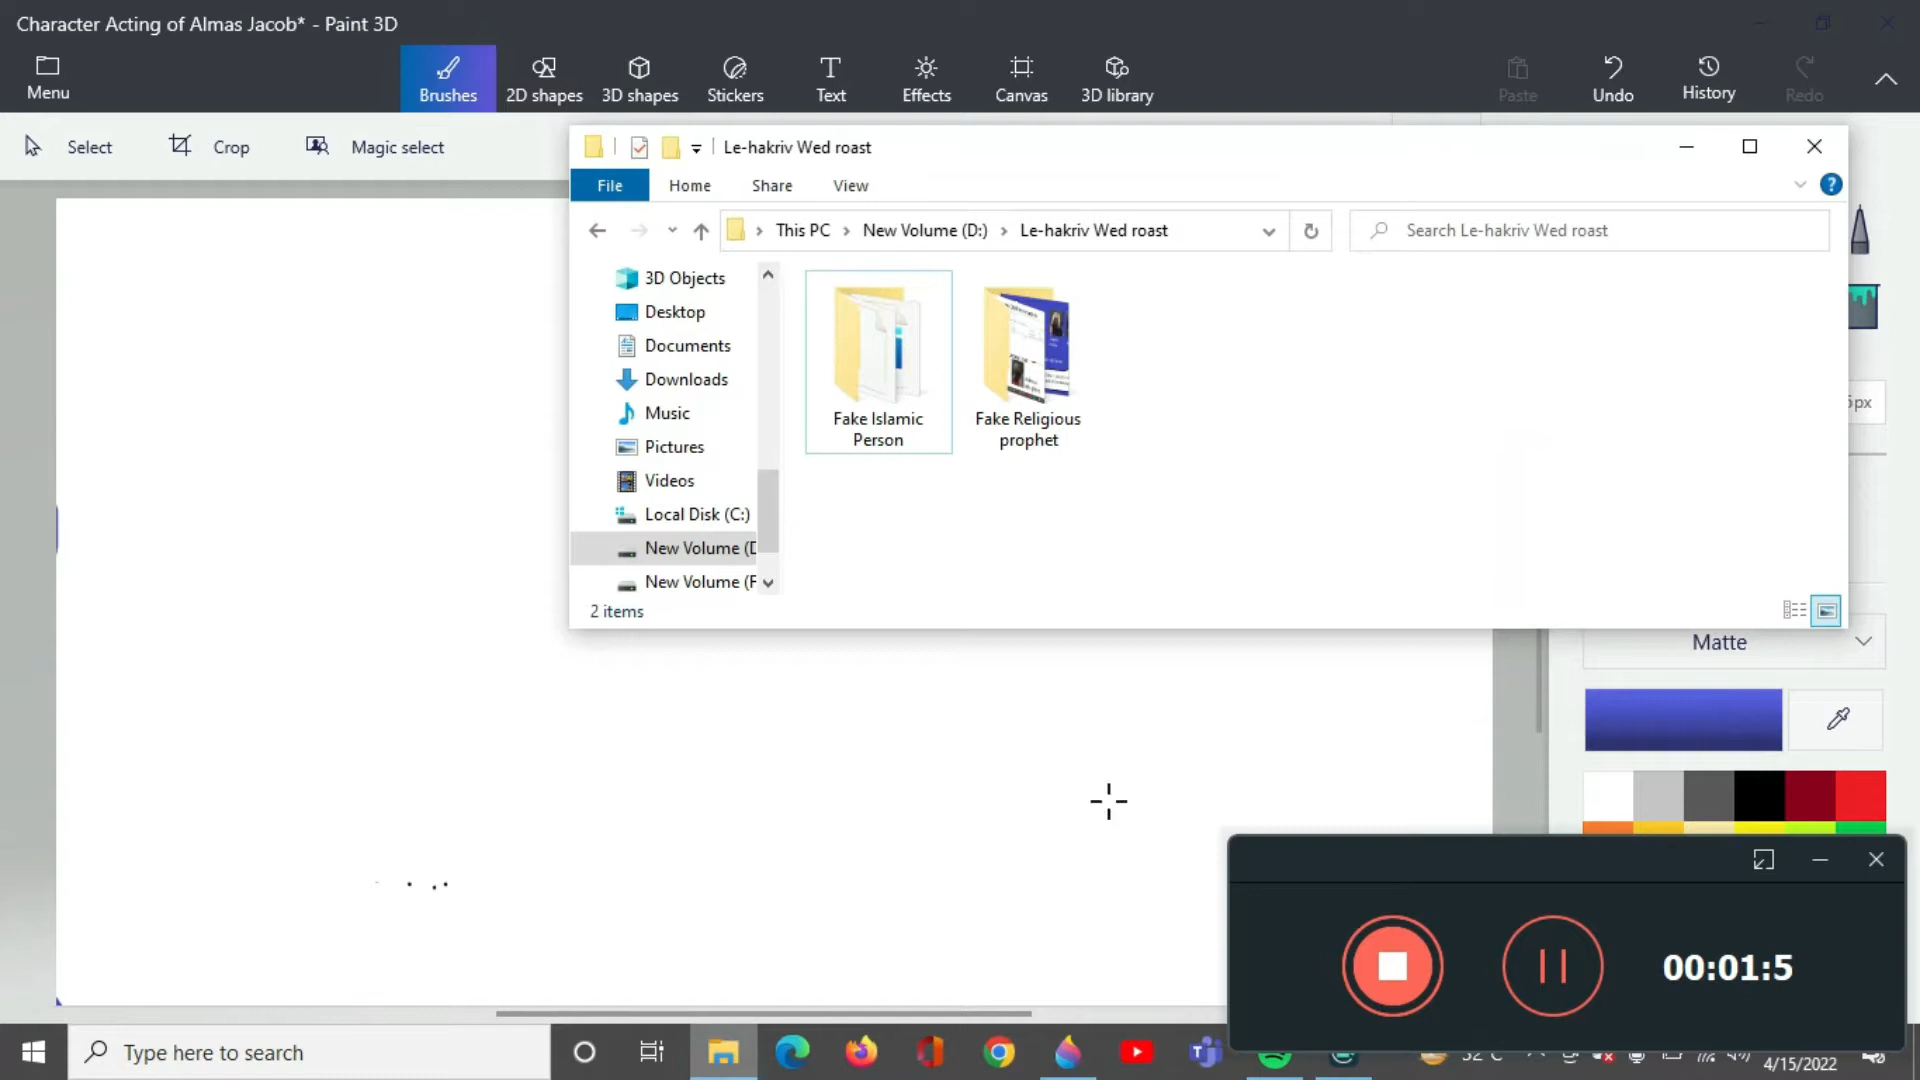 Character Acting of Almas Jacob* - Paint 3D
Menu
Brushes
2D shapes
3D shapes
Stickers
Text
Effects
Canvas
3D library
Paste
Undo
History
Redo
Select
Crop
Magic select
Le-hakriv Wed roast
File
Home
Share
View
This PC
New Volume (D:)
Le-hakriv Wed roast
Search Le-hakriv Wed roast
3D Objects
Desktop
Documents
Downloads
Music
Pictures
Videos
Local Disk (C:)
New Volume (D
New Volume (F
Fake Islamic
Person
Fake Religious
prophet
2 items
px
Matte
00:01:5
Type here to search
32°C
4/15/2022